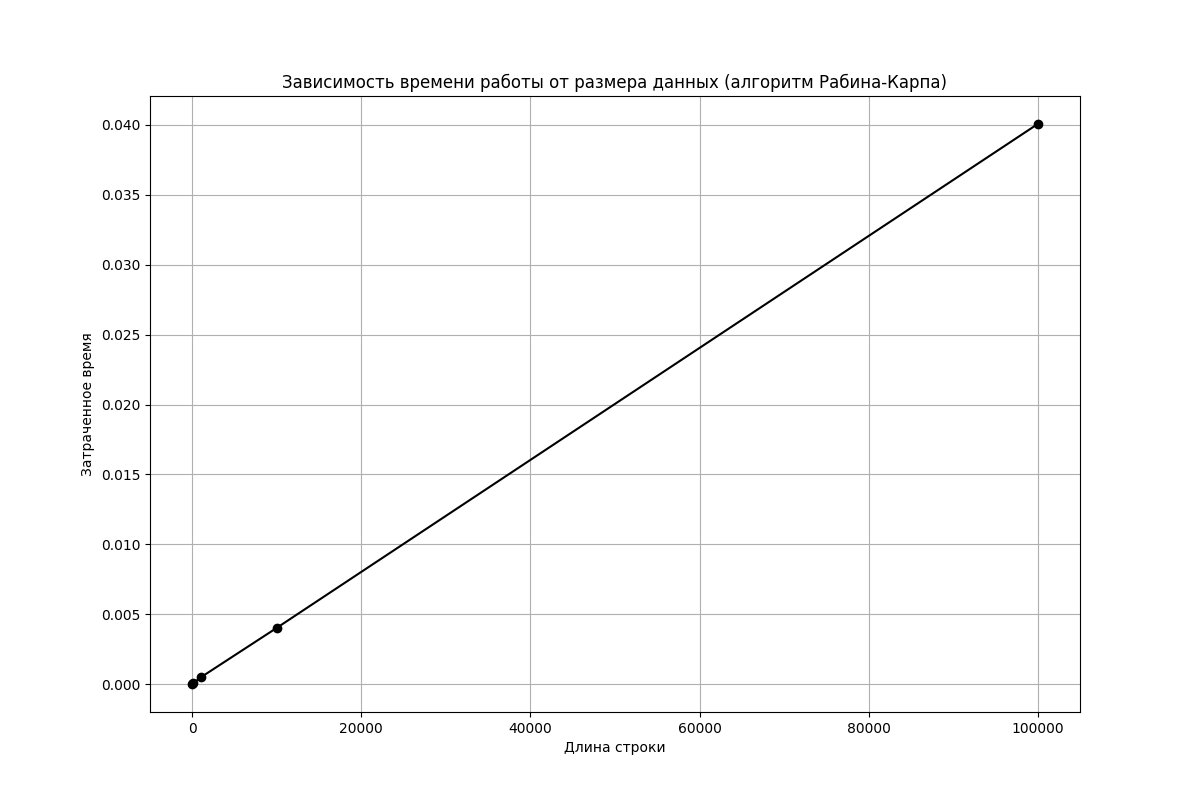 Зависимость времени работы от размера данных (алгоритм Рабина-Карпа)
0.040
0.035
0.030
0.025
0.020
0.015
0.010
0.005
0.000
Затраченное время
0 20000 40000 60000 80000 100000
Длина строки